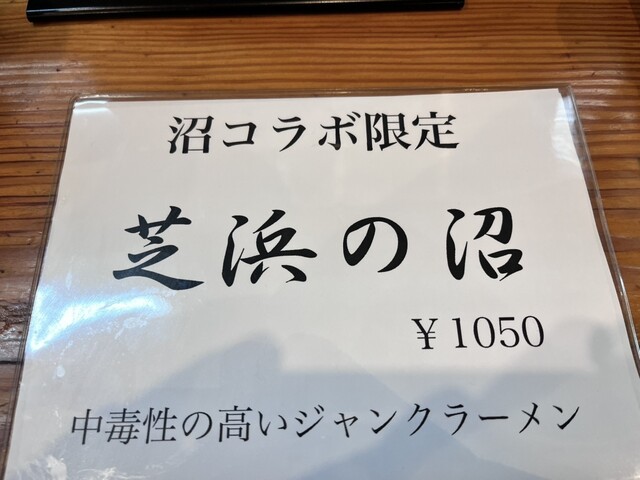 沼コラボ限定
芝浜の沼
￥1050
中毒性の高いジャンクラーメン